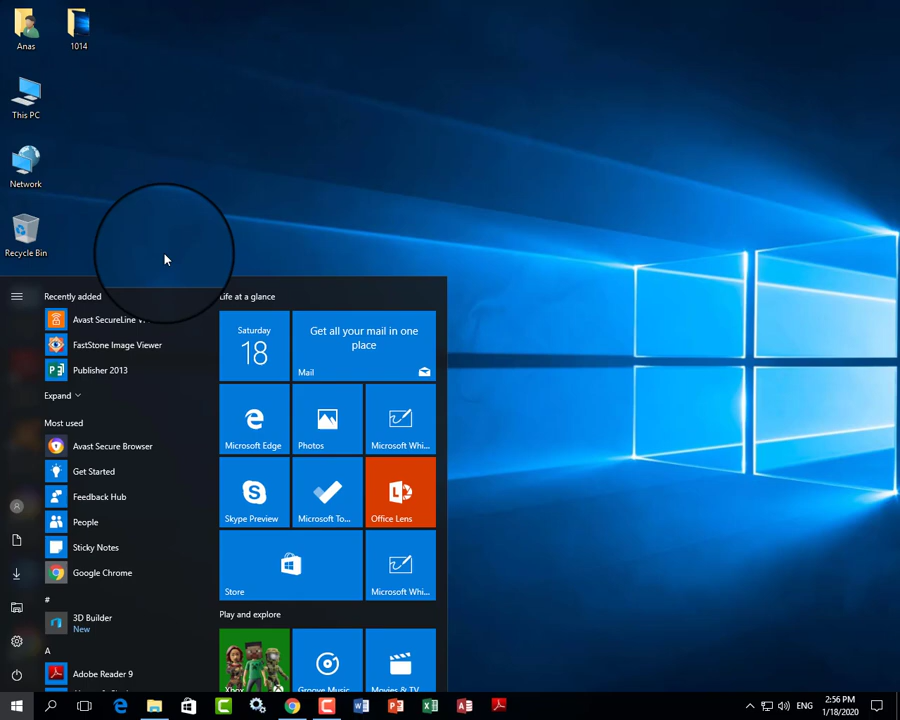 Anas
1014
This PC
Network
Recycle Bin
Recently added
Avast SecureLine V
FastStone Image Viewer
Publisher 2013
Expand
Most used
Avast Secure Browser
Get Started
Feedback Hub
People
Sticky Notes
Google Chrome
#
3D Builder
New
A
Adobe Reader 9
Life at a glance
Saturday
18
Get all your mail in one
place
Mail
Microsoft Edge
Photos
Microsoft Whi...
Skype Preview
Microsoft To...
Office Lens
Store
Microsoft Whi...
Play and explore
Xbox
Groove Music
Movies & TV
ENG
2:56 PM
1/18/2020